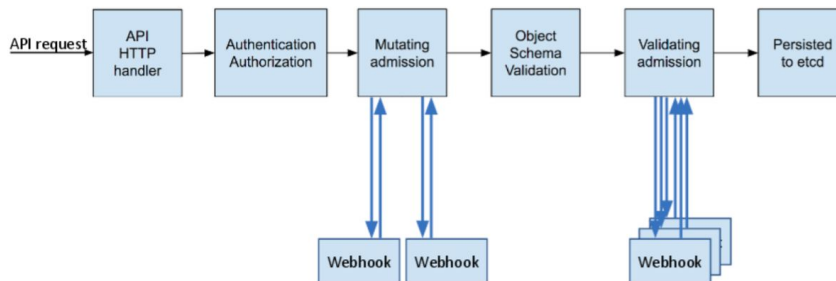 API request
API
HTTP
handler
Authentication
Authorization
Mutating
admission
Object
Schema
Validation
Validating
admission
Persisted
to etcd
Webhook
Webhook
Webhook